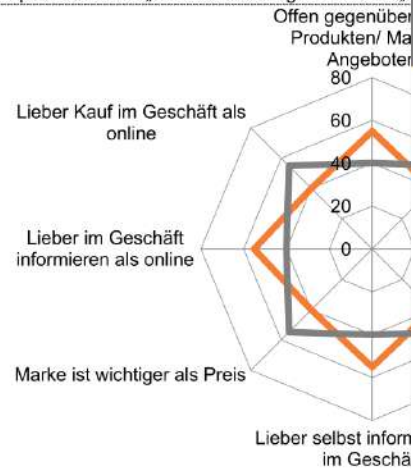 Offen gegenüber
Produkten/ Ma
Angeboten
80
60
40
20
0
Lieber Kauf im Geschäft als
online
Lieber im Geschäft
informieren als online
Marke ist wichtiger als Preis
Lieber selbst inform
im Geschä